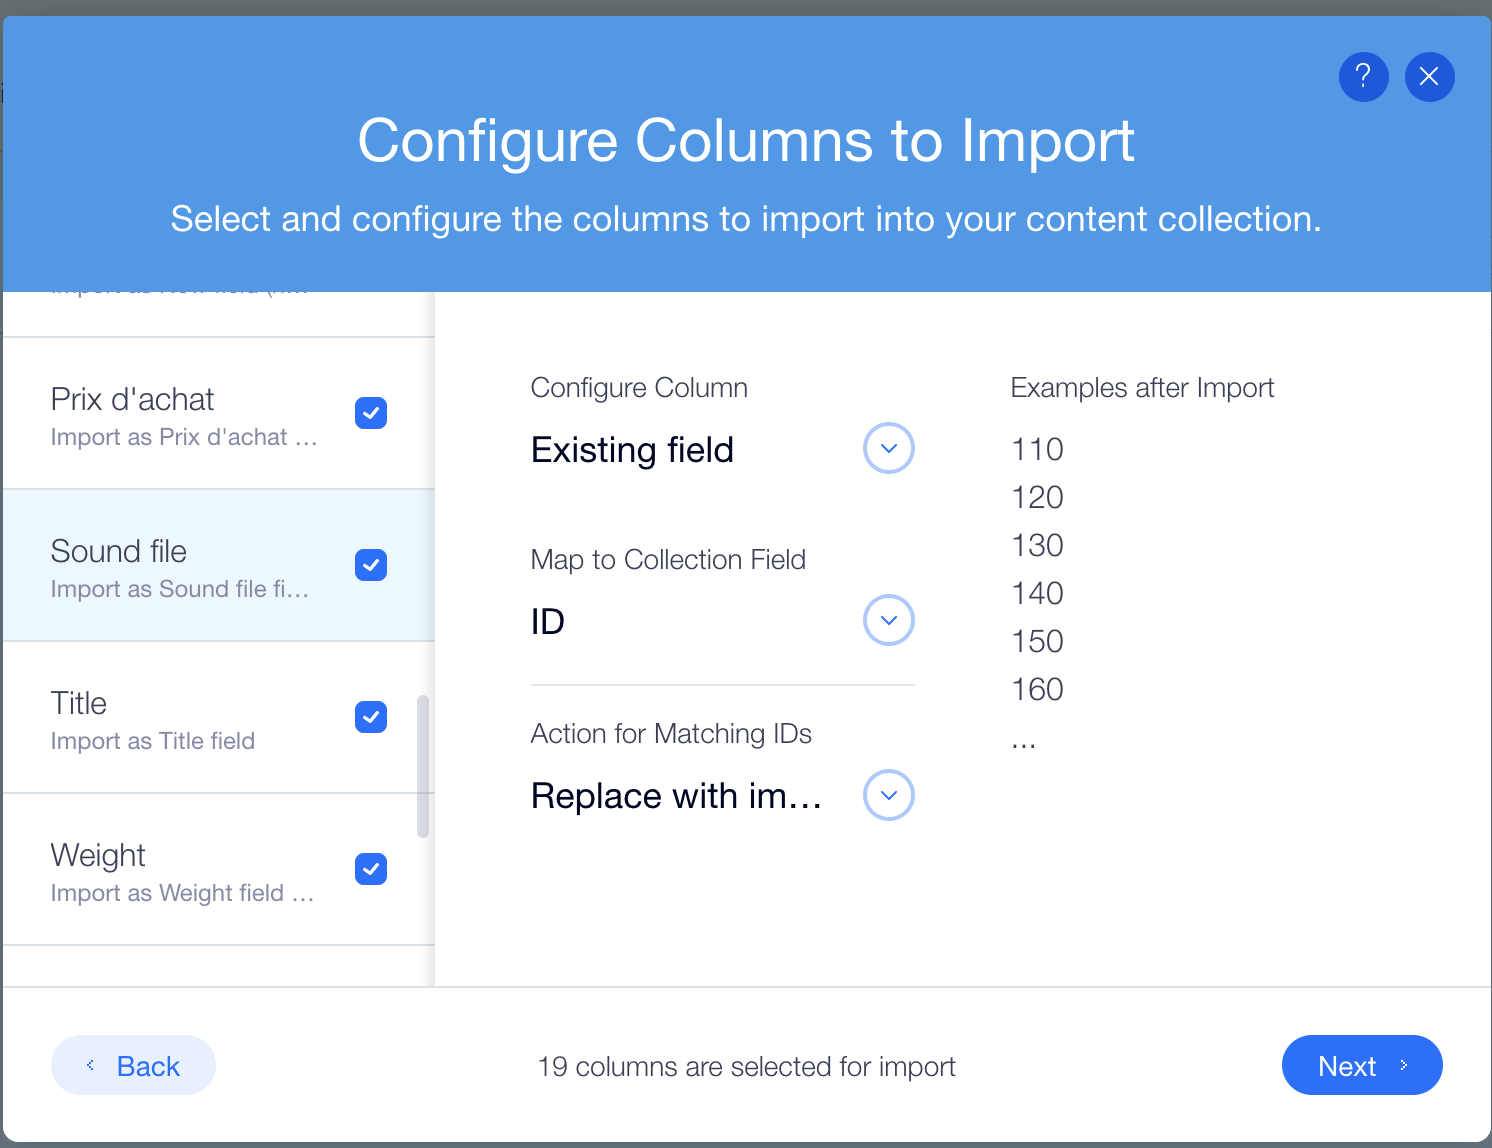 ?
Configure Columns to Import
Select and configure the columns to import into your content collection.
Prix d'achat
Import as Prix d'achat ...
Sound file
Import as Sound file fi...
Title
Import as Title field
Weight
Import as Weight field ...
Configure Column
Existing field
Map to Collection Field
ID
Action for Matching IDs
Replace with im...
Examples after Import
110
120
130
140
150
160
...
Back
19 columns are selected for import
Next